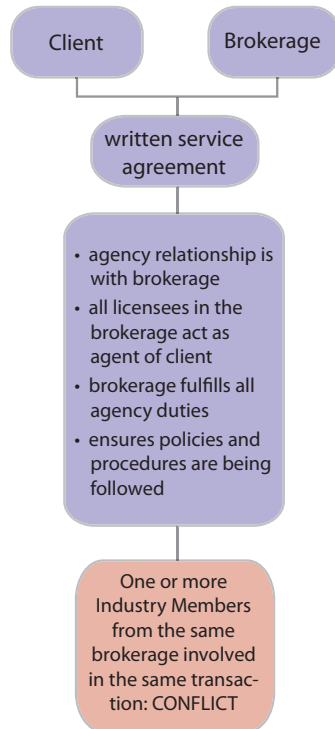 Client
Brokerage
written service
agreement
• agency relationship is
with brokerage
• all licensees in the
brokerage act as
agent of client
• brokerage fulfills all
agency duties
• ensures policies and
procedures are being
followed
One or more
Industry Members
from the same
brokerage involved
in the same transac-
tion: CONFLICT